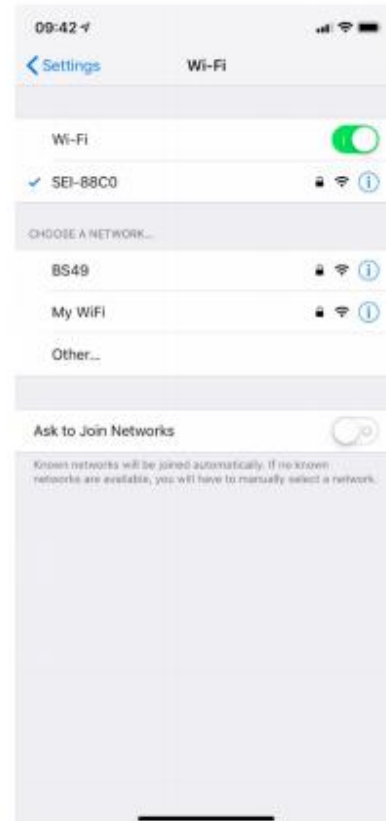 09:42
Settings Wi-Fi
Wi-Fi
SEI-88C0
CHOOSE A NETWORK...
BS49
My WiFi
Other...
Ask to Join Networks
Known networks will be joined automatically. If no known
networks are available, you will have to manually select a network.